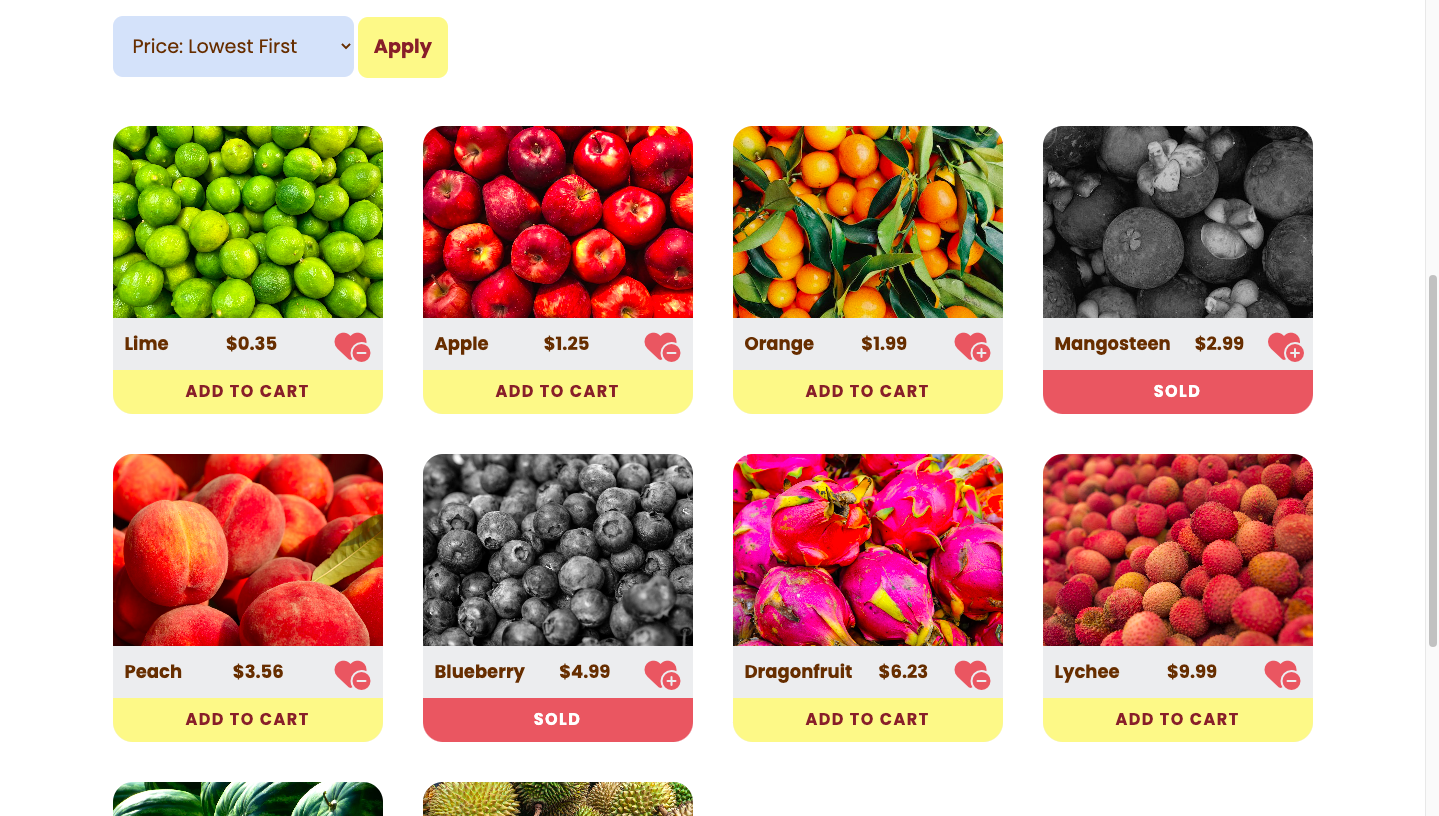 Price: Lowest First
Apply
Lime $0.35
ADD TO CART
Apple $1.25
ADD TO CART
Orange $1.99
ADD TO CART
Mangosteen $2.99
SOLD
Peach $3.56
ADD TO CART
Blueberry $4.99
SOLD
Dragonfruit $6.23
ADD TO CART
Lychee $9.99
ADD TO CART